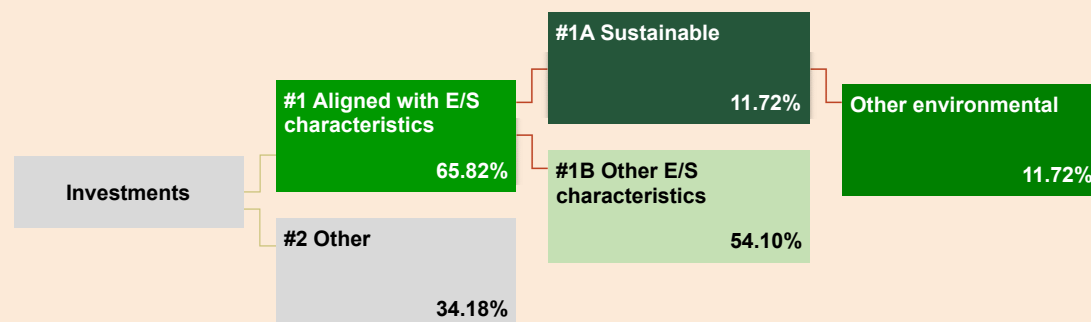 Investments
#1 Aligned with E/S
characteristics
65.82%
#2 Other
34.18%
#1A Sustainable
11.72%
#1B Other E/S
characteristics
54.10%
Other environmental
11.72%